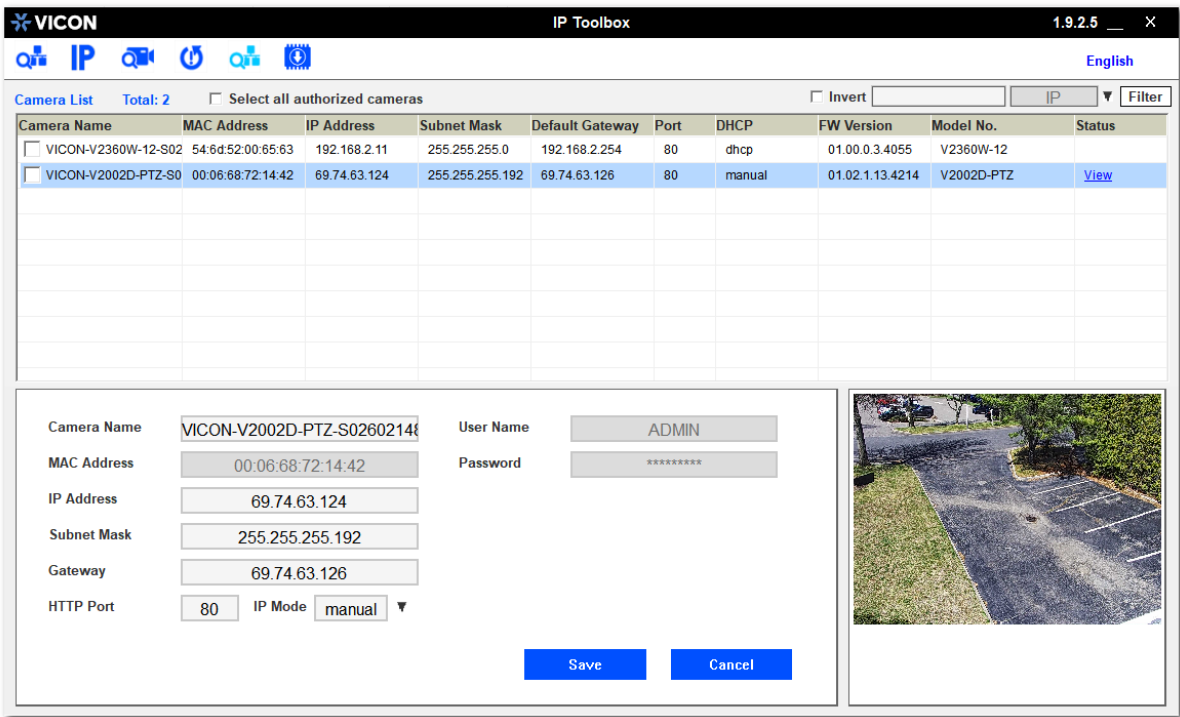 VICON IP Toolbox 1.9.2.5 __ X
IP
English
Camera List Total: 2 Select all authorized cameras Invert IP ▼ Filter
Camera Name MAC Address IP Address Subnet Mask Default Gateway Port DHCP FW Version Model No. Status
VICON-V2360W-12-S02 54:6d:52:00:65:63 192.168.2.11 255.255.255.0 192.168.2.254 80 dhcp 01.00.0.3.4055 V2360W-12
VICON-V2002D-PTZ-S0 00:06:68:72:14:42 69.74.63.124 255.255.255.192 69.74.63.126 80 manual 01.02.1.13.4214 V2002D-PTZ View
Camera Name VICON-V2002D-PTZ-S02602148 User Name ADMIN
MAC Address 00:06:68:72:14:42 Password *********
IP Address 69.74.63.124
Subnet Mask 255.255.255.192
Gateway 69.74.63.126
HTTP Port 80 IP Mode manual ▼
Save Cancel